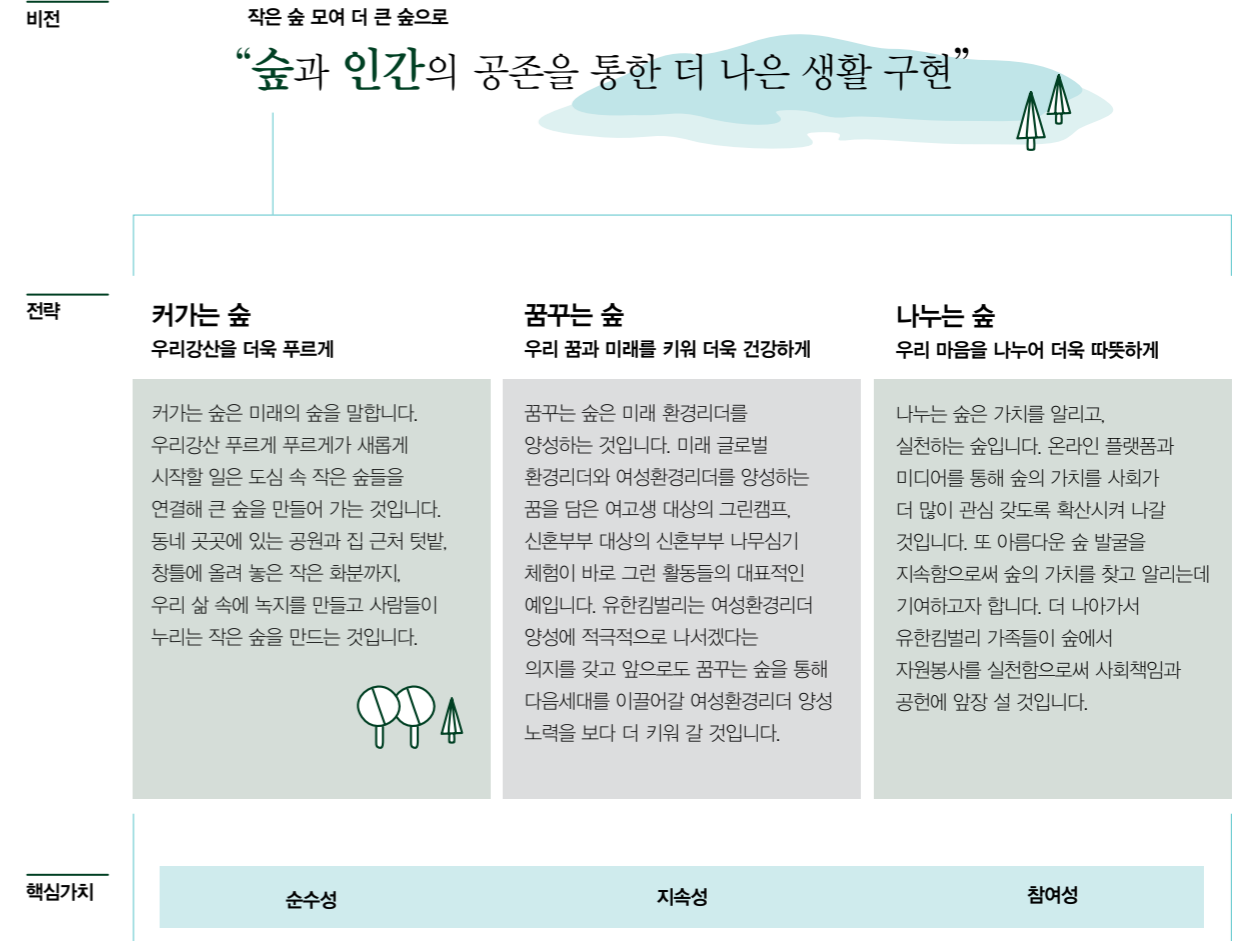 비전
작은 숲 모여 더 큰 숲으로
“숲과 인간의 공존을 통한 더 나은 생활 구현”
전략
커가는 숲
우리강산을 더욱 푸르게
커가는 숲은 미래의 숲을 말합니다.
우리강산 푸르게 푸르게가 새롭게
시작할 일은 도심 속 작은 숲들을
연결해 큰 숲을 만들어 가는 것입니다.
동네 곳곳에 있는 공원과 집 근처 텃밭,
창틀에 올려 놓은 작은 화분까지,
우리 삶 속에 녹지를 만들고 사람들이
누리는 작은 숲을 만드는 것입니다.
꿈꾸는 숲
우리 꿈과 미래를 키워 더욱 건강하게
꿈꾸는 숲은 미래 환경리더를
양성하는 것입니다. 미래 글로벌
환경리더와 여성환경리더를 양성하는
꿈을 담은 여고생 대상의 그린캠프,
신혼부부 대상의 신혼부부 나무심기
체험이 바로 그런 활동들의 대표적인
예입니다. 유한킴벌리는 여성환경리더
양성에 적극적으로 나서겠다는
의지를 갖고 앞으로도 꿈꾸는 숲을 통해
다음세대를 이끌어갈 여성환경리더 양성
노력을 보다 더 키워 갈 것입니다.
나누는 숲
우리 마음을 나누어 더욱 따뜻하게
나누는 숲은 가치를 알리고,
실천하는 숲입니다. 온라인 플랫폼과
미디어를 통해 숲의 가치를 사회가
더 많이 관심 갖도록 확산시켜 나갈
것입니다. 또 아름다운 숲 발굴을
지속함으로써 숲의 가치를 찾고 알리는데
기여하고자 합니다. 더 나아가서
유한킴벌리 가족들이 숲에서
자원봉사를 실천함으로써 사회책임과
공헌에 앞장 설 것입니다.
핵심가치
순수성
지속성
참여성